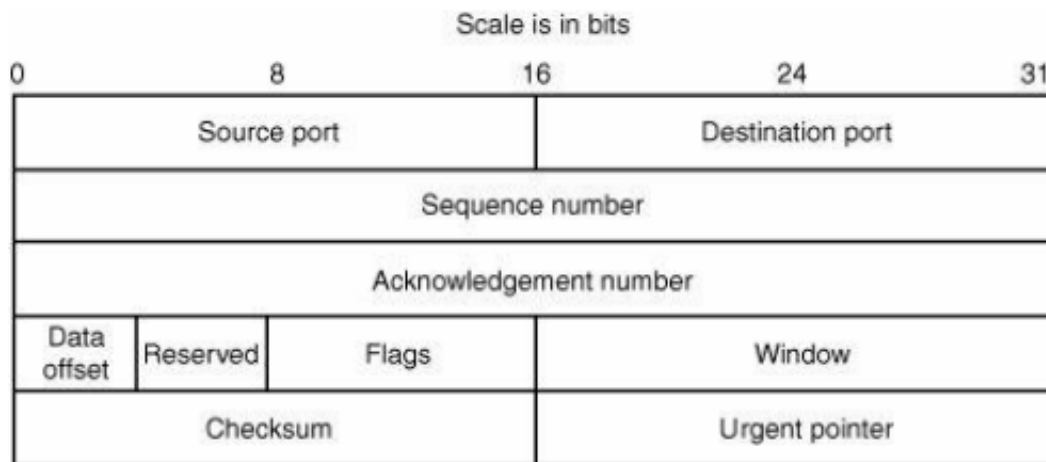 Scale is in bits
0 8 16 24 31
Source port Destination port
Sequence number
Acknowledgement number
Data offset Reserved Flags Window
Checksum Urgent pointer